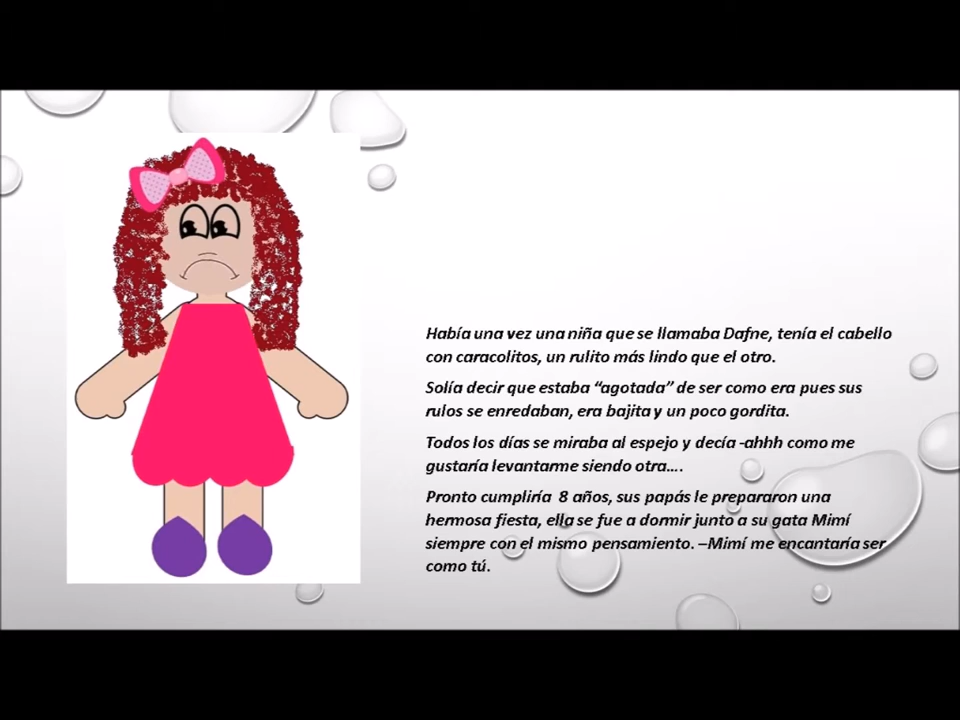 Había una vez una niña que se llamaba Dafne, tenía el cabello
con caracolitos, un rulito más lindo que el otro.
Solía decir que estaba “agotada” de ser como era pues sus
rulos se enredaban, era bajita y un poco gordita.
Todos los días se miraba al espejo y decía -ahhh como me
gustaría levantarme siendo otra….
Pronto cumpliría 8 años, sus papás le prepararon una
hermosa fiesta, ella se fue a dormir junto a su gata Mimí
siempre con el mismo pensamiento. –Mimí me encantaría ser
como tú.